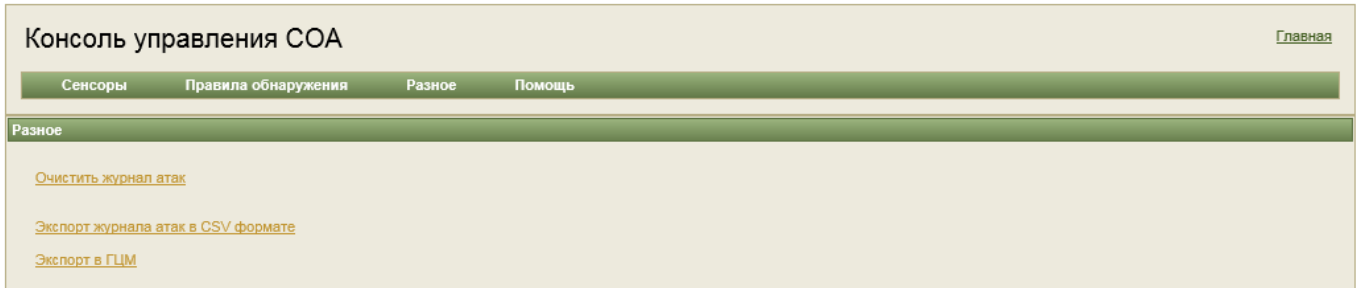 Консоль управления СОА
Главная
Сенсоры Правила обнаружения Разное Помощь
Разное
Очистить журнал атак
Экспорт журнала атак в CSV формате
Экспорт в ГЦМ